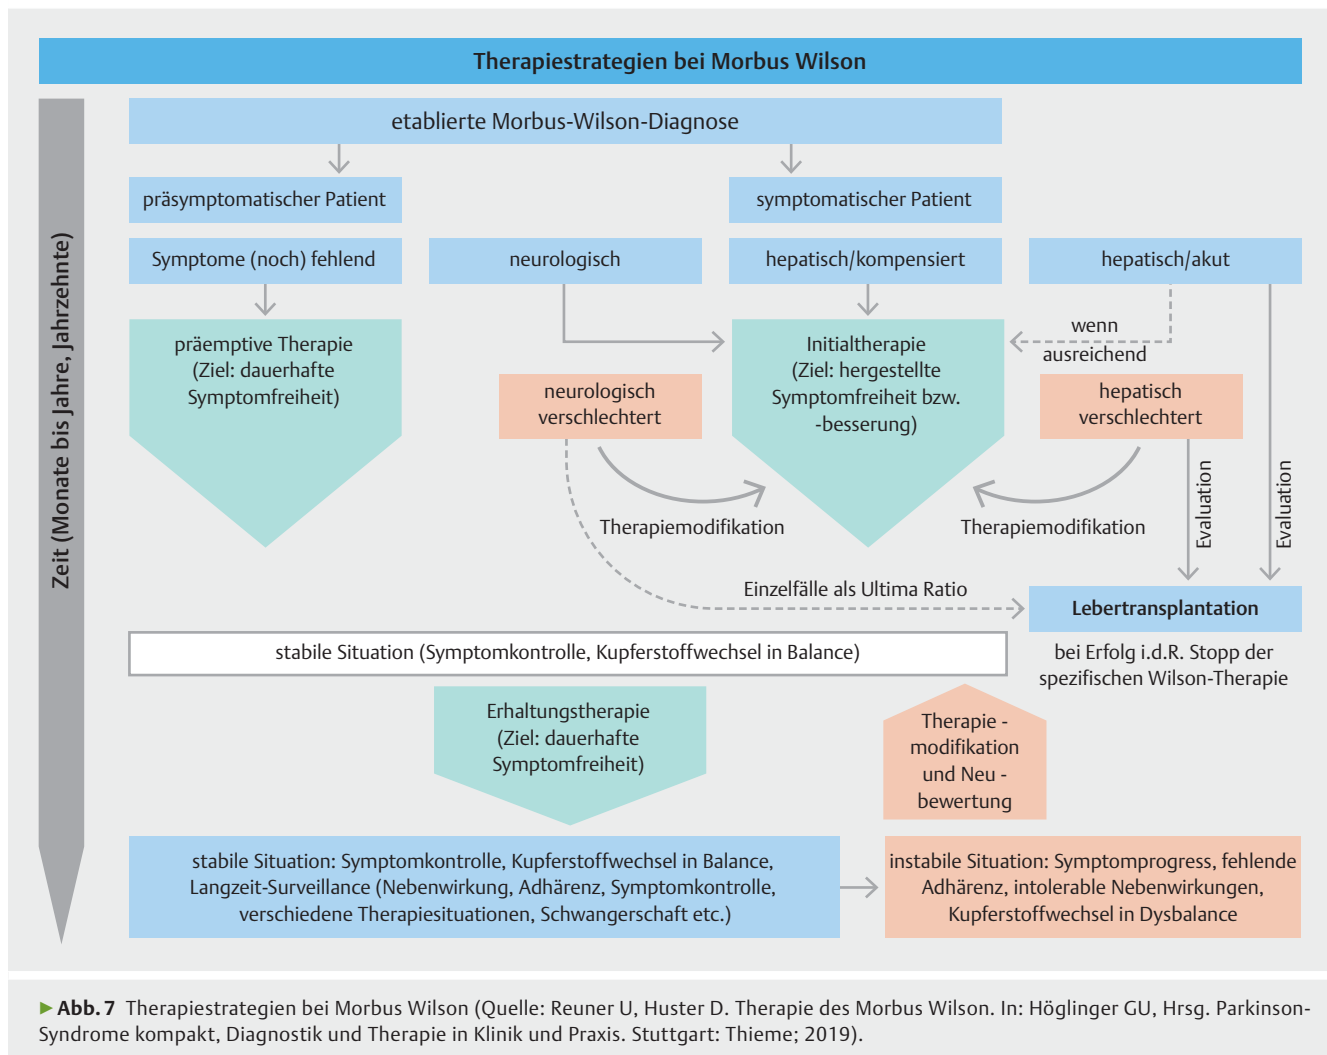 Therapiestrategien bei Morbus Wilson
Zeit (Monate bis Jahre, Jahrzehnte)
etablierte Morbus-Wilson-Diagnose
präsymptomatischer Patient
symptomatischer Patient
Symptome (noch) fehlend
neurologisch
hepatisch/kompensiert
hepatisch/akut
präemptive Therapie
(Ziel: dauerhafte
Symptomfreiheit)
Initialtherapie
(Ziel: hergestellte
Symptomfreiheit bzw.
-besserung)
wenn
ausreichend
neurologisch
verschlechtert
hepatisch
verschlechtert
Therapiemodifikation
Therapiemodifikation
Evaluation
Evaluation
Einzelfälle als Ultima Ratio
Lebertransplantation
bei Erfolg i.d.R. Stopp der
spezifischen Wilson-Therapie
stabile Situation (Symptomkontrolle, Kupferstoffwechsel in Balance)
Erhaltungstherapie
(Ziel: dauerhafte
Symptomfreiheit)
Therapie -
modifikation
und Neu -
bewertung
stabile Situation: Symptomkontrolle, Kupferstoffwechsel in Balance,
Langzeit-Surveillance (Nebenwirkung, Adhärenz, Symptomkontrolle,
verschiedene Therapiesituationen, Schwangerschaft etc.)
instabile Situation: Symptomprogress, fehlende
Adhärenz, intolerable Nebenwirkungen,
Kupferstoffwechsel in Dysbalance
▶ Abb. 7 Therapiestrategien bei Morbus Wilson (Quelle: Reuner U, Huster D. Therapie des Morbus Wilson. In: Höglinger GU, Hrsg. Parkinson-
Syndrome kompakt, Diagnostik und Therapie in Klinik und Praxis. Stuttgart: Thieme; 2019).